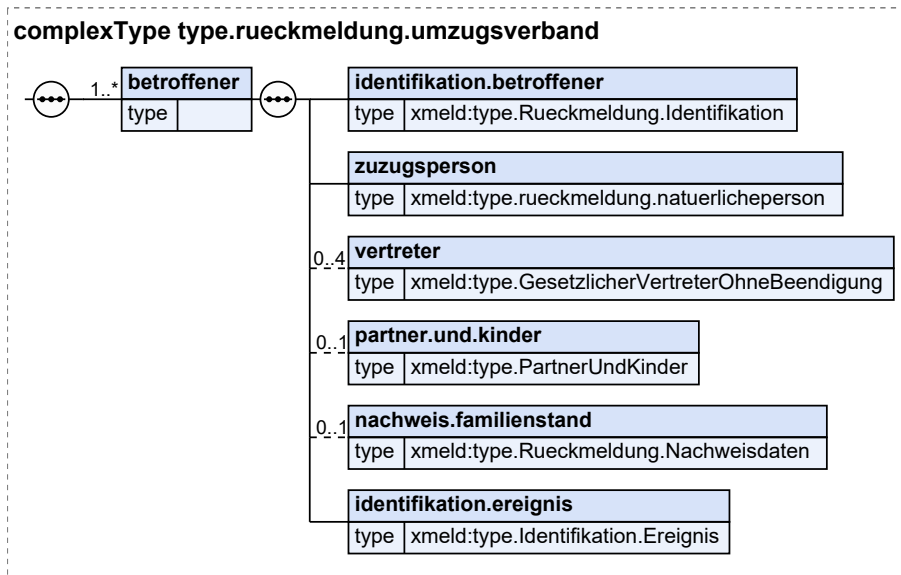 complexType type.rueckmeldung.umzugsverband
1..*
betroffener
type
identifikation.betroffener
type xmeld:type.Rueckmeldung.Identifikation
zuzugsperson
type xmeld:type.rueckmeldung.natuerlicheperson
0..4
vertreter
type xmeld:type.GesetzlicherVertreterOhneBeendigung
0..1
partner.und.kinder
type xmeld:type.PartnerUndKinder
0..1
nachweis.familienstand
type xmeld:type.Rueckmeldung.Nachweisdaten
identifikation.ereignis
type xmeld:type.Identifikation.Ereignis